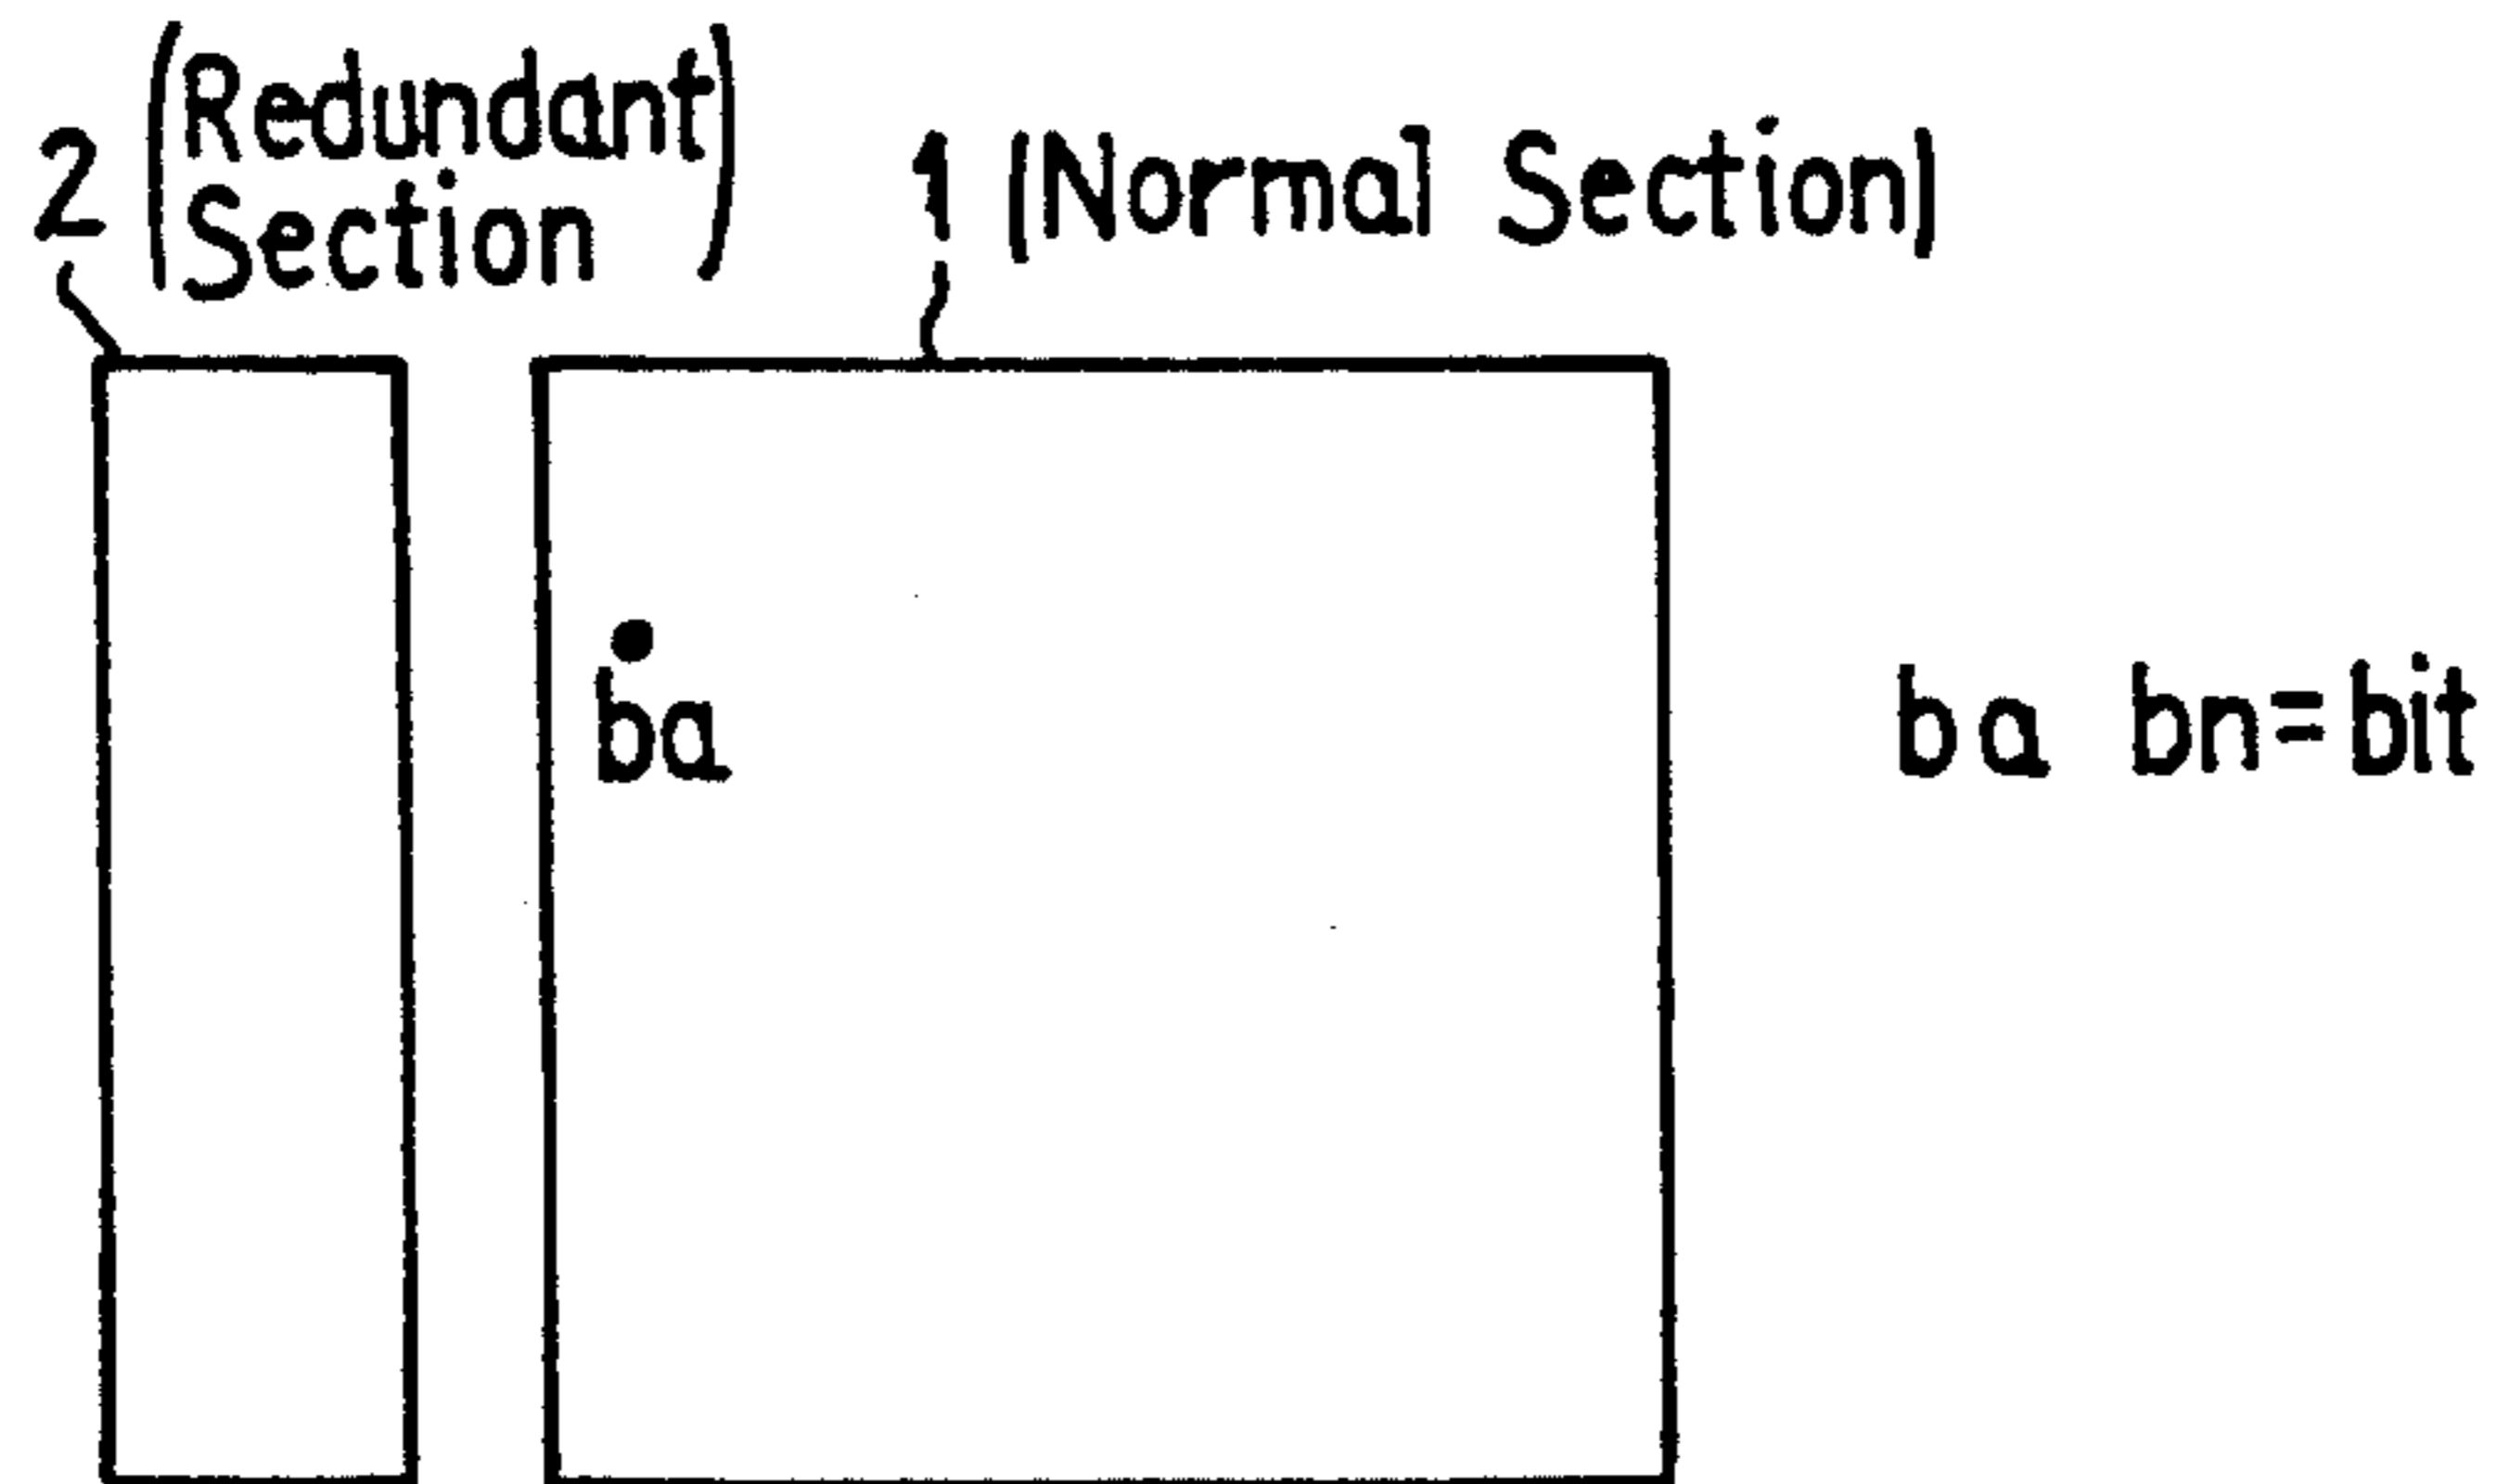 2 (Redundant
Section)
1 (Normal Section)
ba
ba bn=bit